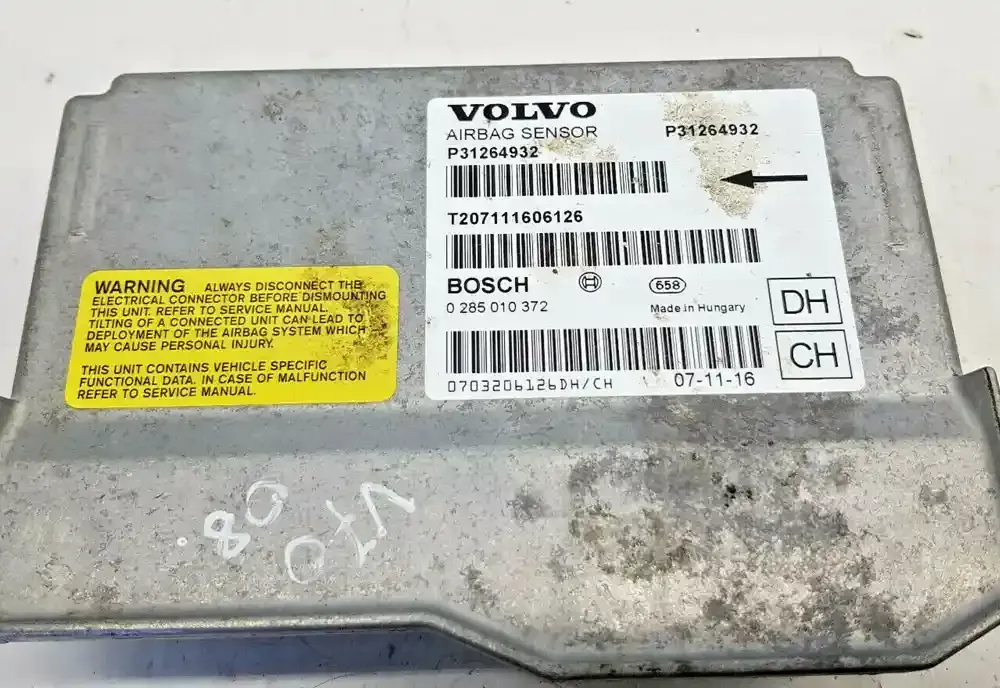 VOLVO
AIRBAG SENSOR P31264932
P31264932
T207111606126
BOSCH 658
0 285 010 372 Made in Hungary
DH
CH
0703206126DH/CH 07-11-16
WARNING ALWAYS DISCONNECT THE
ELECTRICAL CONNECTOR BEFORE DISMOUNTING
THIS UNIT. REFER TO SERVICE MANUAL.
TILTING OF A CONNECTED UNIT CAN LEAD TO
DEPLOYMENT OF THE AIRBAG SYSTEM WHICH
MAY CAUSE PERSONAL INJURY.
THIS UNIT CONTAINS VEHICLE SPECIFIC
FUNCTIONAL DATA. IN CASE OF MALFUNCTION
REFER TO SERVICE MANUAL.
V70
08.